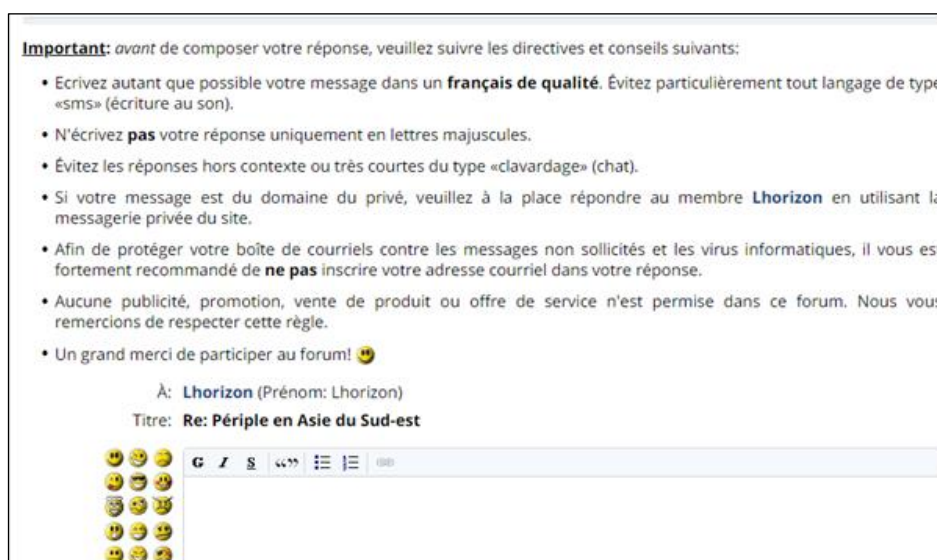 Important: avant de composer votre réponse, veuillez suivre les directives et conseils suivants:
• Ecrivez autant que possible votre message dans un français de qualité. Évitez particulièrement tout langage de type
«sms» (écriture au son).
• N'écrivez pas votre réponse uniquement en lettres majuscules.
• Évitez les réponses hors contexte ou très courtes du type «clavardage» (chat).
• Si votre message est du domaine du privé, veuillez à la place répondre au membre Lhorizon en utilisant la
messagerie privée du site.
• Afin de protéger votre boîte de courriels contre les messages non sollicités et les virus informatiques, il vous est
fortement recommandé de ne pas inscrire votre adresse courriel dans votre réponse.
• Aucune publicité, promotion, vente de produit ou offre de service n'est permise dans ce forum. Nous vous
remercions de respecter cette règle.
• Un grand merci de participer au forum!
À: Lhorizon (Prénom: Lhorizon)
Titre: Re: Périple en Asie du Sud-est
G I S “”